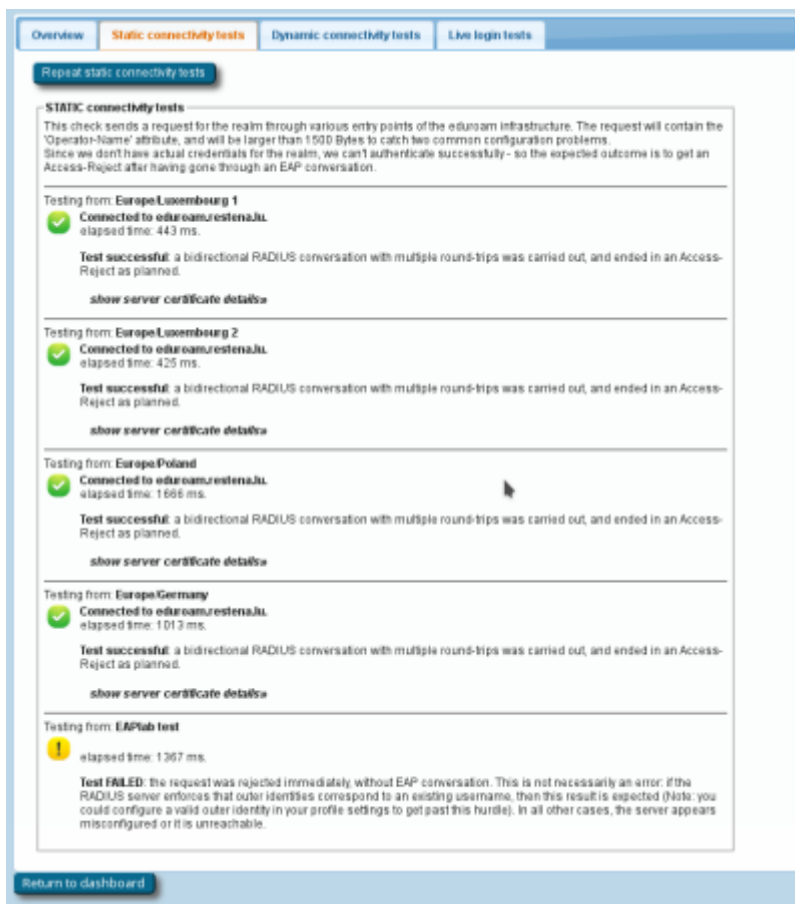 Overview Static connectivity tests Dynamic connectivity tests Live login tests
Repeat static connectivity tests
STATIC connectivity tests
This check sends a request for the realm through various entry points of the eduroam infrastructure. The request will contain the
'Operator-Name' attribute, and will be larger than 1500 Bytes to catch two common configuration problems.
Since we don't have actual credentials for the realm, we can't authenticate successfully - so the expected outcome is to get an
Access-Reject after having gone through an EAP conversation.
Testing from: Europe/Luxembourg 1
Connected to eduroam.restena.lu.
elapsed time: 443 ms.
Test successful: a bidirectional RADIUS conversation with multiple round-trips was carried out, and ended in an Access-
Reject as planned.
show server certificate details»
Testing from: Europe/Luxembourg 2
Connected to eduroam.restena.lu.
elapsed time: 425 ms.
Test successful: a bidirectional RADIUS conversation with multiple round-trips was carried out, and ended in an Access-
Reject as planned.
show server certificate details»
Testing from: Europe/Poland
Connected to eduroam.restena.lu.
elapsed time: 1666 ms.
Test successful: a bidirectional RADIUS conversation with multiple round-trips was carried out, and ended in an Access-
Reject as planned.
show server certificate details»
Testing from: Europe/Germany
Connected to eduroam.restena.lu.
elapsed time: 1013 ms.
Test successful: a bidirectional RADIUS conversation with multiple round-trips was carried out, and ended in an Access-
Reject as planned.
show server certificate details»
Testing from: EAPlab test
elapsed time: 1367 ms.
Test FAILED: the request was rejected immediately, without EAP conversation. This is not necessarily an error: if the
RADIUS server enforces that outer identities correspond to an existing username, then this result is expected (Note: you
could configure a valid outer identity in your profile settings to get past this hurdle). In all other cases, the server appears
misconfigured or it is unreachable.
Return to dashboard